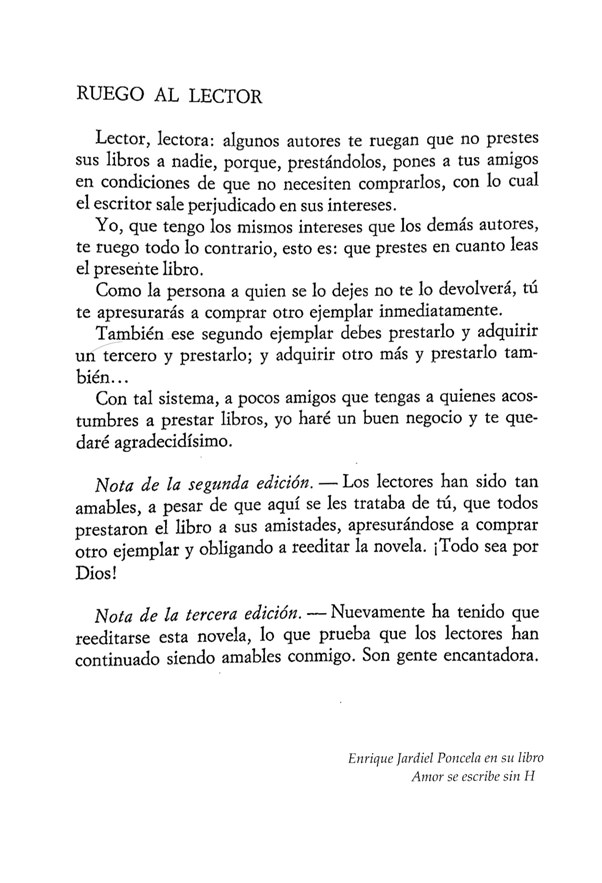 RUEGO AL LECTOR
Lector, lectora: algunos autores te ruegan que no prestes
sus libros a nadie, porque, prestándolos, pones a tus amigos
en condiciones de que no necesiten comprarlos, con lo cual
el escritor sale perjudicado en sus intereses.
Yo, que tengo los mismos intereses que los demás autores,
te ruego todo lo contrario, esto es: que prestes en cuanto leas
el presente libro.
Como la persona a quien se lo dejes no te lo devolverá, tú
te apresurarás a comprar otro ejemplar inmediatamente.
También ese segundo ejemplar debes prestarlo y adquirir
un tercero y prestarlo; y adquirir otro más y prestarlo tam-
bién...
Con tal sistema, a pocos amigos que tengas a quienes acos-
tumbres a prestar libros, yo haré un buen negocio y te que-
daré agradecidísimo.
Nota de la segunda edición. — Los lectores han sido tan
amables, a pesar de que aquí se les trataba de tú, que todos
prestaron el libro a sus amistades, apresurándose a comprar
otro ejemplar y obligando a reeditar la novela. ¡Todo sea por
Dios!
Nota de la tercera edición. — Nuevamente ha tenido que
reeditarse esta novela, lo que prueba que los lectores han
continuado siendo amables conmigo. Son gente encantadora.
Enrique Jardiel Poncela en su libro
Amor se escribe sin H